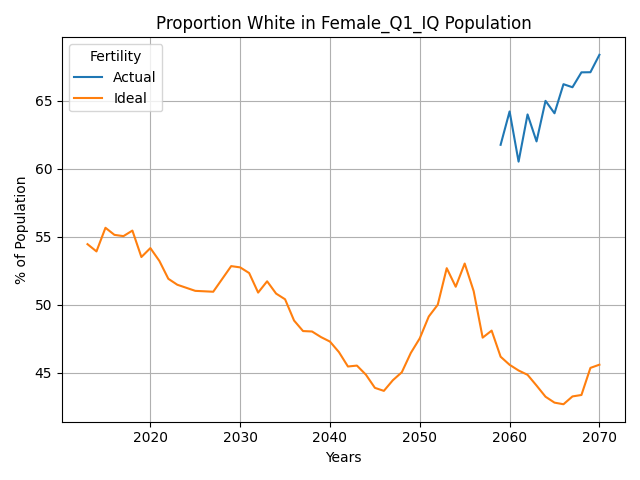 Proportion White in Female_Q1_IQ Population
Fertility
Actual
Ideal
% of Population
65
60
55
50
45
2020
2030
2040
2050
2060
2070
Years